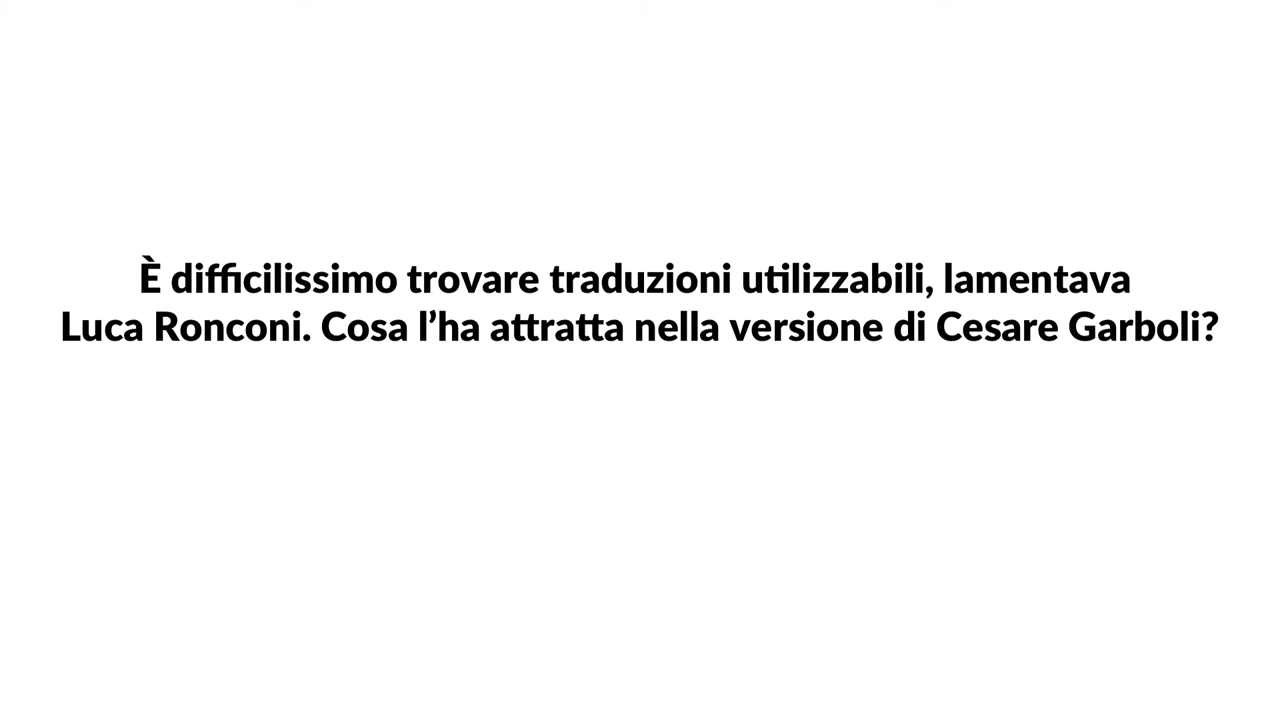 È difficilissimo trovare traduzioni utilizzabili, lamentava
Luca Ronconi. Cosa l’ha attratta nella versione di Cesare Garboli?